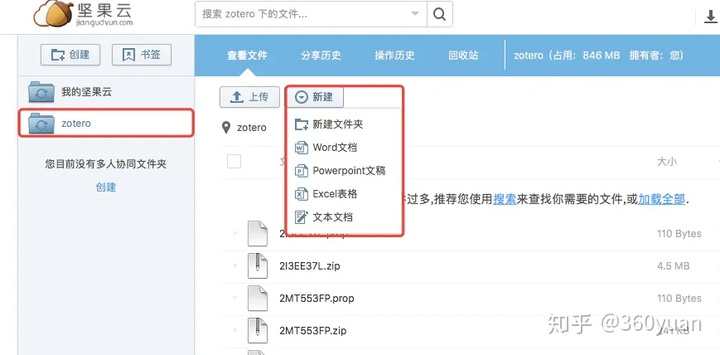 坚果云
jianguoyun.com
搜索 zotero 下的文件...
创建
书签
查看文件 分享历史 操作历史 回收站 zotero（占用：846 MB 拥有者：您）
我的坚果云
上传
新建
zotero
新建文件夹
zotero
Word文档
大小
您目前没有多人协同文件夹
Powerpoint文稿
创建
Excel表格
过多,推荐您使用搜索来查找你需要的文件,或加载全部.
文本文档
110 Bytes
2I3EE37L.zip
4.5 MB
2MT553FP.prop
110 Bytes
2MT553FP.zip
知乎 @360yuan